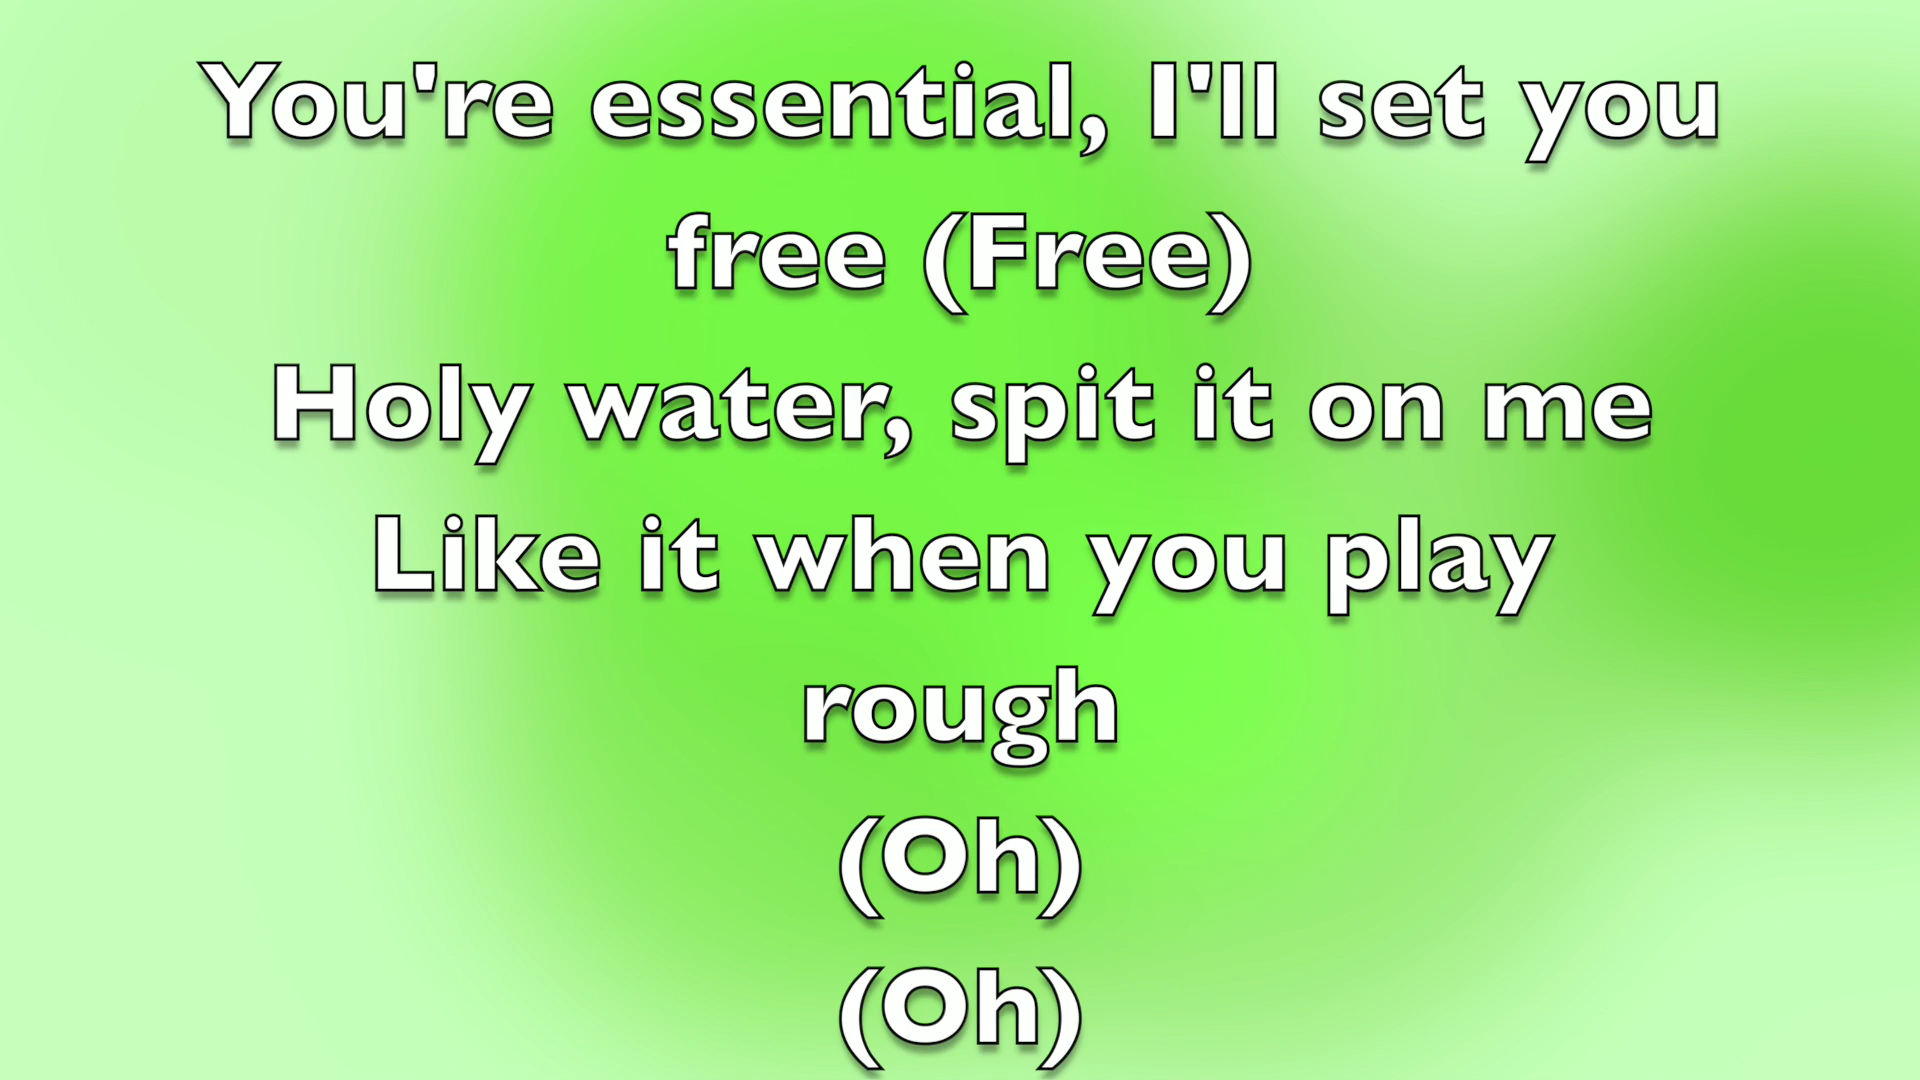 You're essential, I'll set you
free (Free)
Holy water, spit it on me
Like it when you play
rough
(Oh)
(Oh)